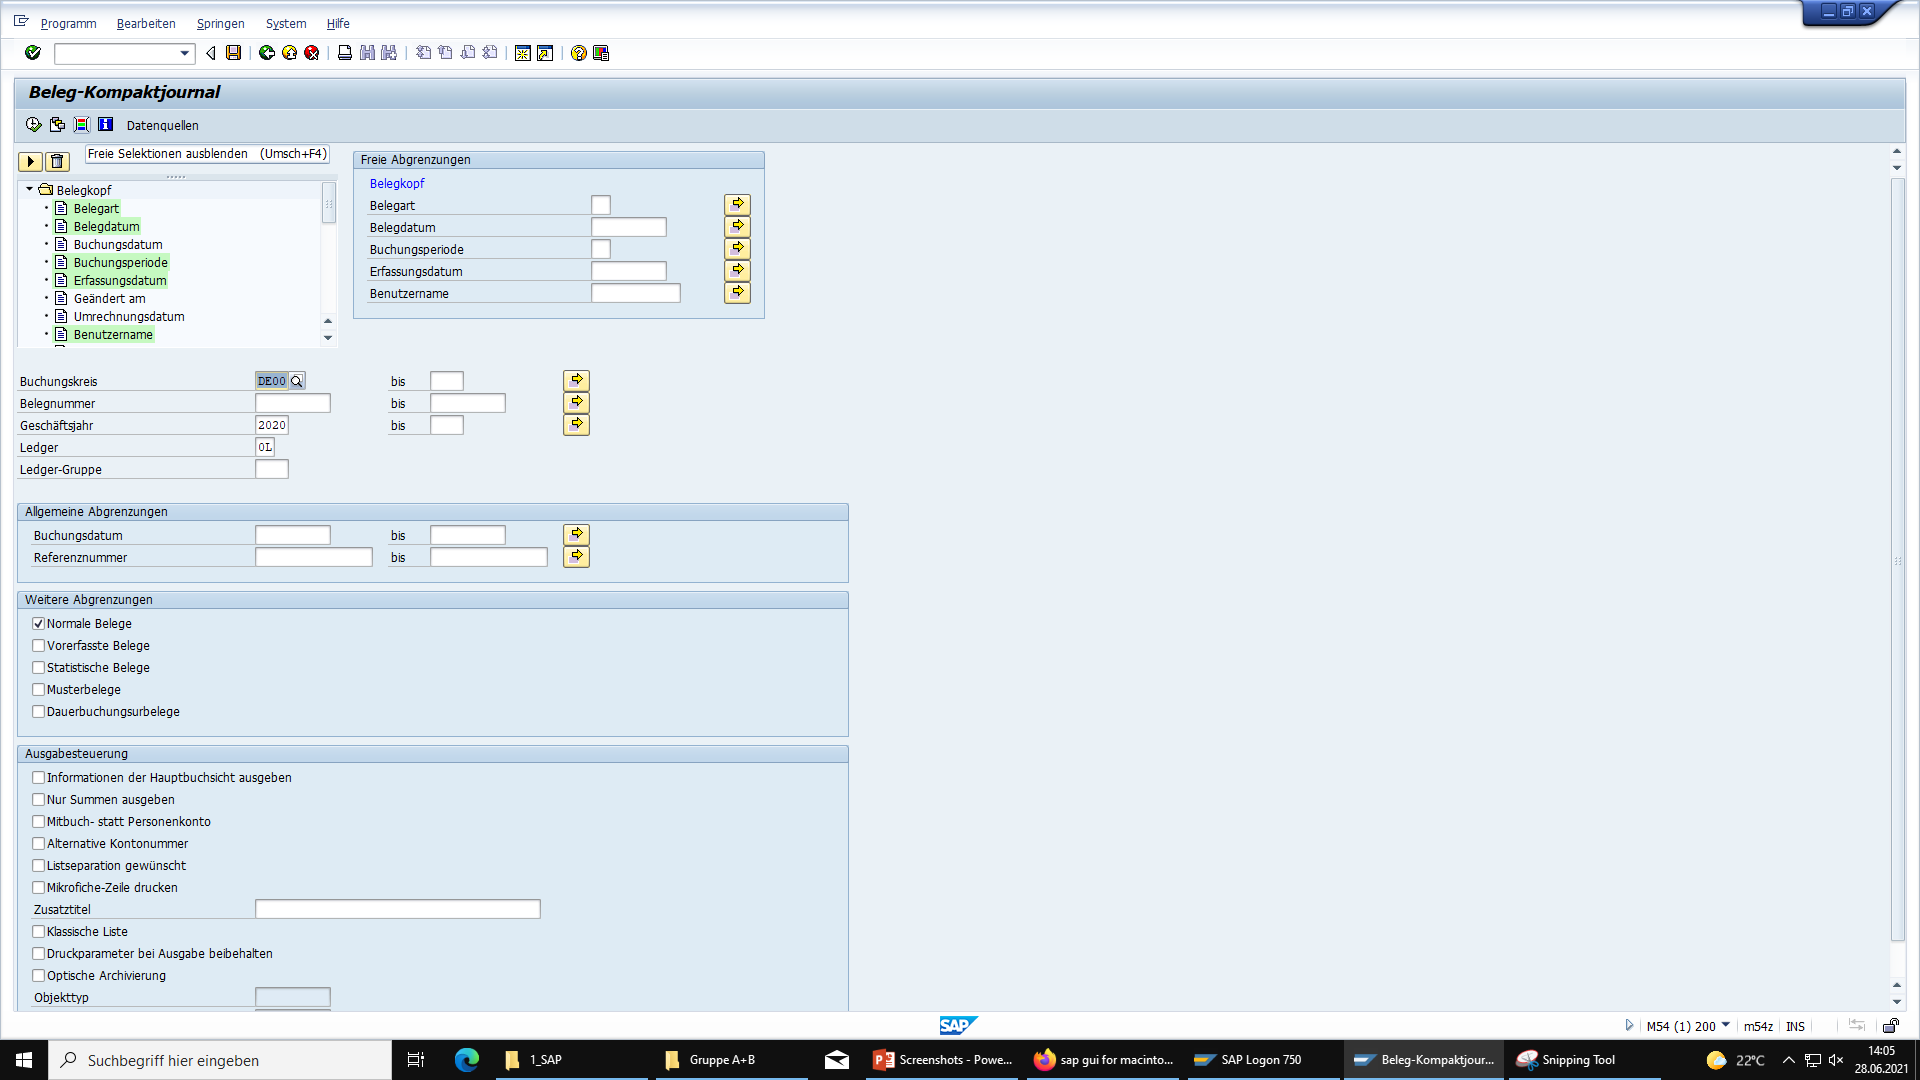 Programm Bearbeiten Springen System Hilfe
Beleg-Kompaktjournal
Datenquellen
Freie Selektionen ausblenden (Umsch+F4)
Belegkopf
Belegart
Belegdatum
Buchungsdatum
Buchungsperiode
Erfassungsdatum
Geändert am
Umrechnungsdatum
Benutzername
Freie Abgrenzungen
Belegkopf
Belegart
Belegdatum
Buchungsperiode
Erfassungsdatum
Benutzername
Buchungskreis DE00 bis
Belegnummer bis
Geschäftsjahr 2020 bis
Ledger 0L
Ledger-Gruppe
Allgemeine Abgrenzungen
Buchungsdatum bis
Referenznummer bis
Weitere Abgrenzungen
Normale Belege
Vorerfasste Belege
Statistische Belege
Musterbelege
Dauerbuchungsurbelege
Ausgabesteuerung
Informationen der Hauptbuchsicht ausgeben
Nur Summen ausgeben
Mitbuch- statt Personenkonto
Alternative Kontonummer
Listseparation gewünscht
Mikrofiche-Zeile drucken
Zusatztitel
Klassische Liste
Druckparameter bei Ausgabe beibehalten
Optische Archivierung
Objekttyp
SAP
M54 (1) 200 m54z INS
Suchbegriff hier eingeben
1_SAP
Gruppe A+B
Screenshots - Powe...
sap gui for macinto...
SAP Logon 750
Beleg-Kompaktjour...
Snipping Tool
22°C
14:05
28.06.2021